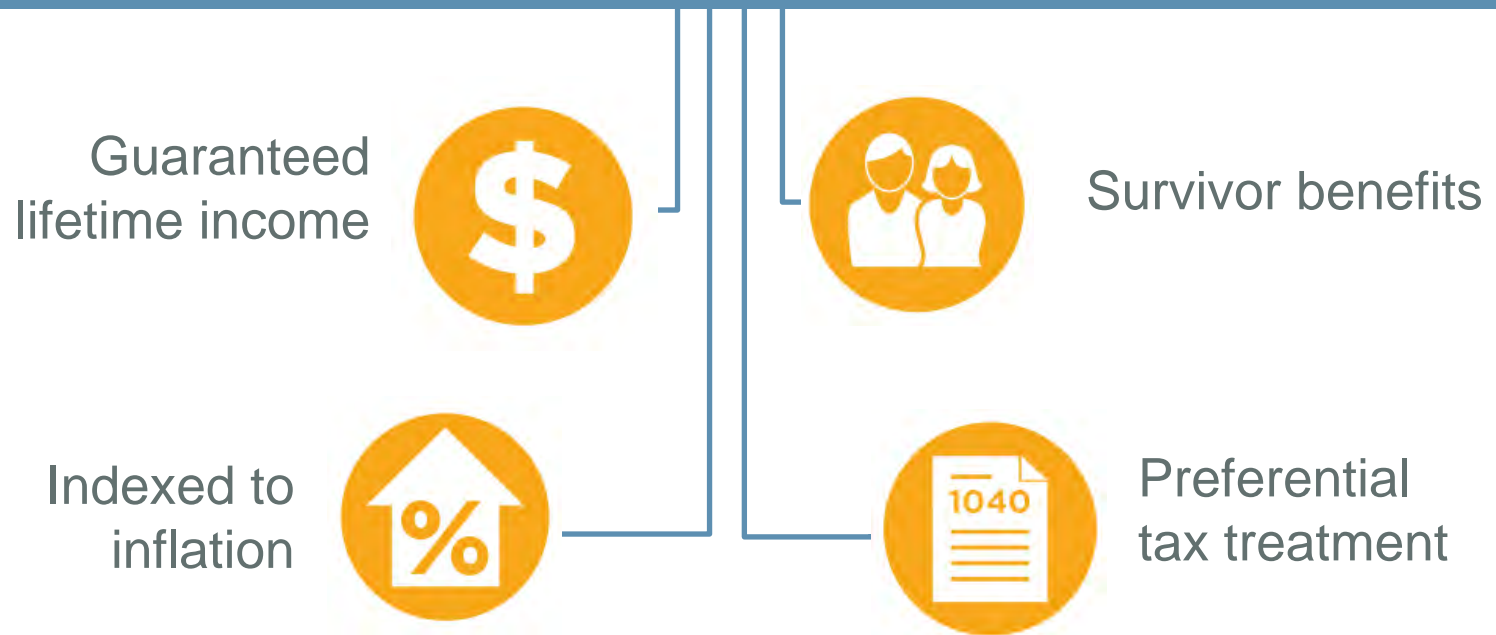 Guaranteed
lifetime income
$
Survivor benefits
Indexed to
inflation
%
1040
Preferential
tax treatment